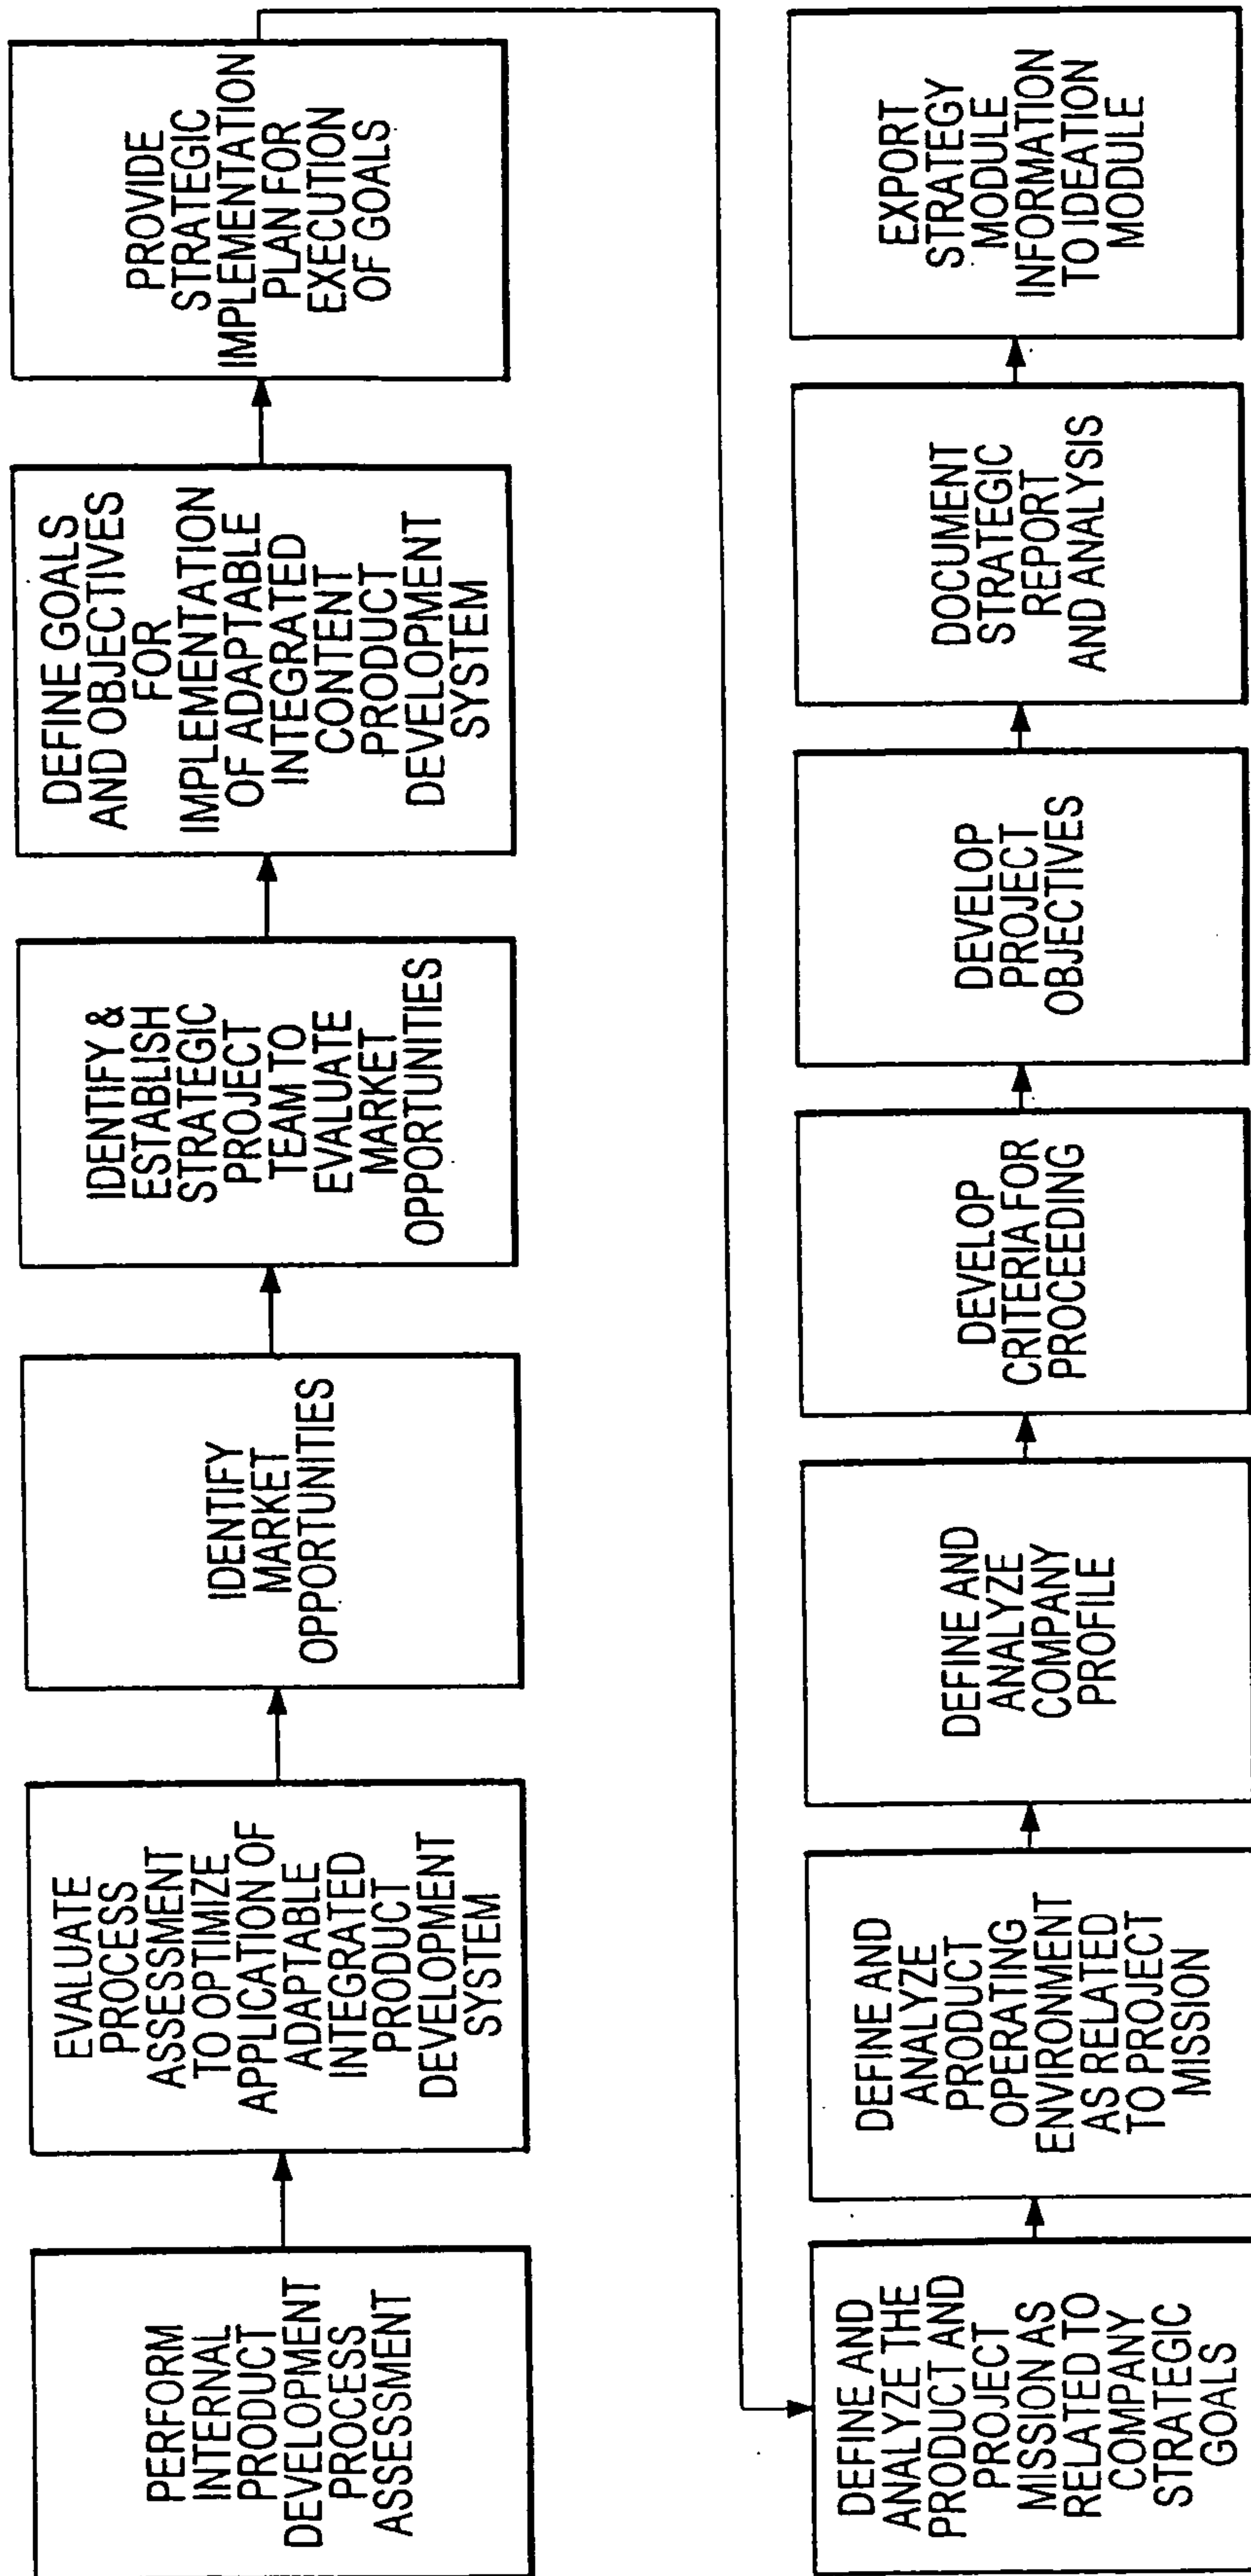 PERFORM
INTERNAL
PRODUCT
DEVELOPMENT
PROCESS
ASSESSMENT
EVALUATE
PROCESS
ASSESSMENT
TO OPTIMIZE
APPLICATION OF
ADAPTABLE
INTEGRATED
PRODUCT
DEVELOPMENT
SYSTEM
IDENTIFY
MARKET
OPPORTUNITIES
IDENTIFY &
ESTABLISH
STRATEGIC
PROJECT
TEAM TO
EVALUATE
MARKET
OPPORTUNITIES
DEFINE GOALS
AND OBJECTIVES
FOR
IMPLEMENTATION
OF ADAPTABLE
INTEGRATED
CONTENT
PRODUCT
DEVELOPMENT
SYSTEM
PROVIDE
STRATEGIC
IMPLEMENTATION
PLAN FOR
EXECUTION
OF GOALS
DEFINE AND
ANALYZE THE
PRODUCT AND
PROJECT
MISSION AS
RELATED TO
COMPANY
STRATEGIC
GOALS
DEFINE AND
ANALYZE
PRODUCT
OPERATING
ENVIRONMENT
AS RELATED
TO PROJECT
MISSION
DEFINE AND
ANALYZE
COMPANY
PROFILE
DEVELOP
CRITERIA FOR
PROCEEDING
DEVELOP
PROJECT
OBJECTIVES
DOCUMENT
STRATEGIC
REPORT
AND ANALYSIS
EXPORT
STRATEGY
MODULE
INFORMATION
TO IDEATION
MODULE